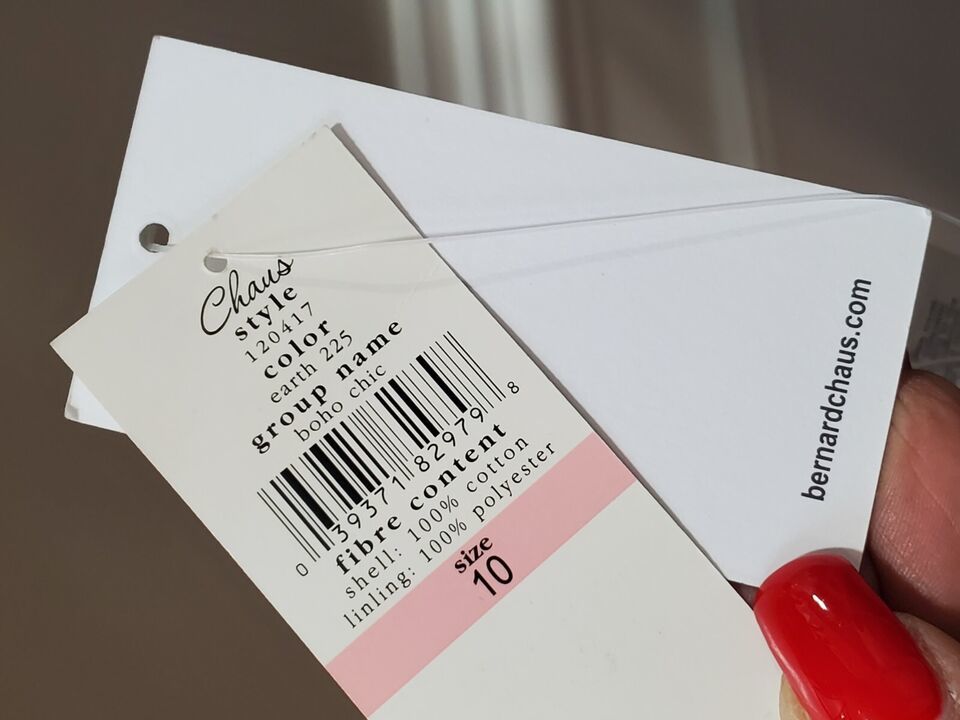 Chaus
style
120417
color
earth 225
group name
boho chic
0 39371 82979 8
fibre content
shell: 100% cotton
linling: 100% polyester
size
10
bernardchaus.com